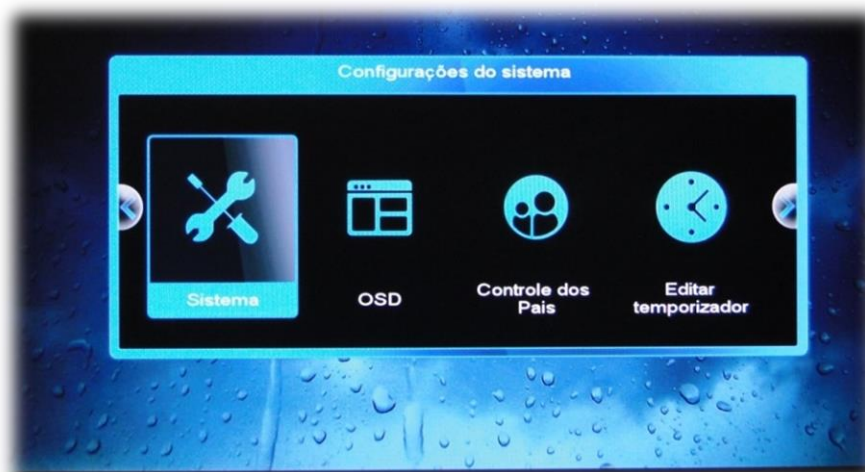 Configurações do sistema
Sistema
OSD
Controle dos
Pais
Editar
temporizador